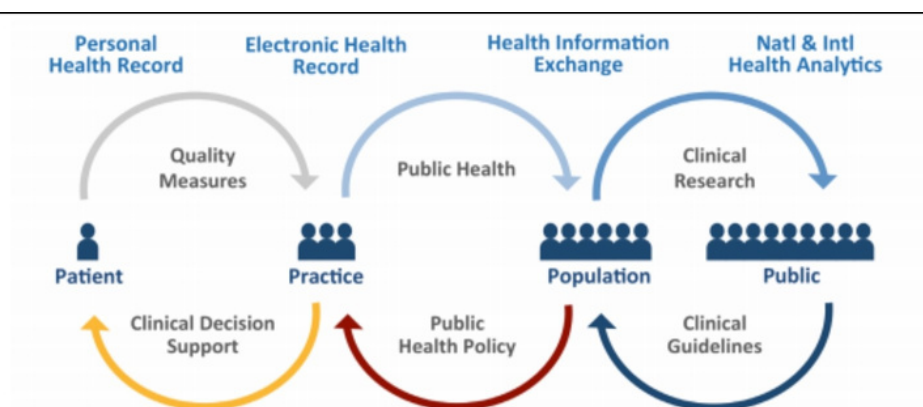 Personal
Health Record
Electronic Health
Record
Health Information
Exchange
Natl & Intl
Health Analytics
Quality
Measures
Public Health
Clinical
Research
Patient
Practice
Population
Public
Clinical Decision
Support
Public
Health Policy
Clinical
Guidelines